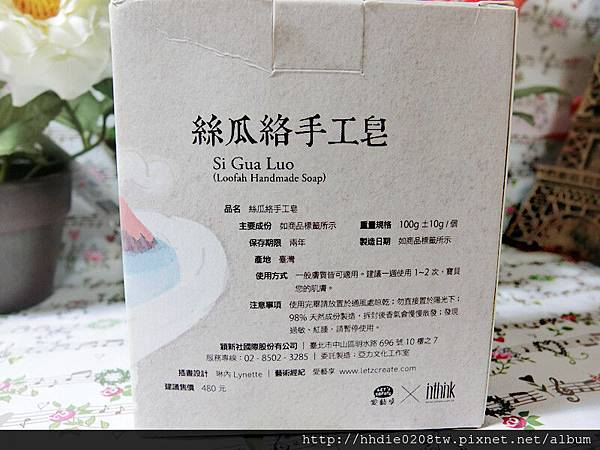 絲瓜絡手工皂
Si Gua Luo
(Loofah Handmade Soap)
品名 絲瓜絡手工皂
主要成份 如商品標籤所示 重量規格 100g ±10g / 個
保存期限 兩年 製造日期 如商品標籤所示
產地 臺灣
使用方式 一般膚質皆可適用。建議一週使用 1~2 次，寶貝
您的肌膚。
注意事項 使用完畢請放置於通風處晾乾；勿直接置於陽光下；
98% 天然成份製造，拆封後香氣會慢慢散發；發現
過敏、紅腫，請暫停使用。
穎新社國際股份有公司 | 臺北市中山區明水路 696 號 10 樓之 7
服務專線：02 - 8502 - 3285 | 委託製造：亞力文化工作室
插畫設計 琳內 Lynette | 藝術經紀 愛藝享 www.letzcreate.com
建議售價 480 元
愛藝享 × inthink
http://hhdie0208tw.pixnet.net/album